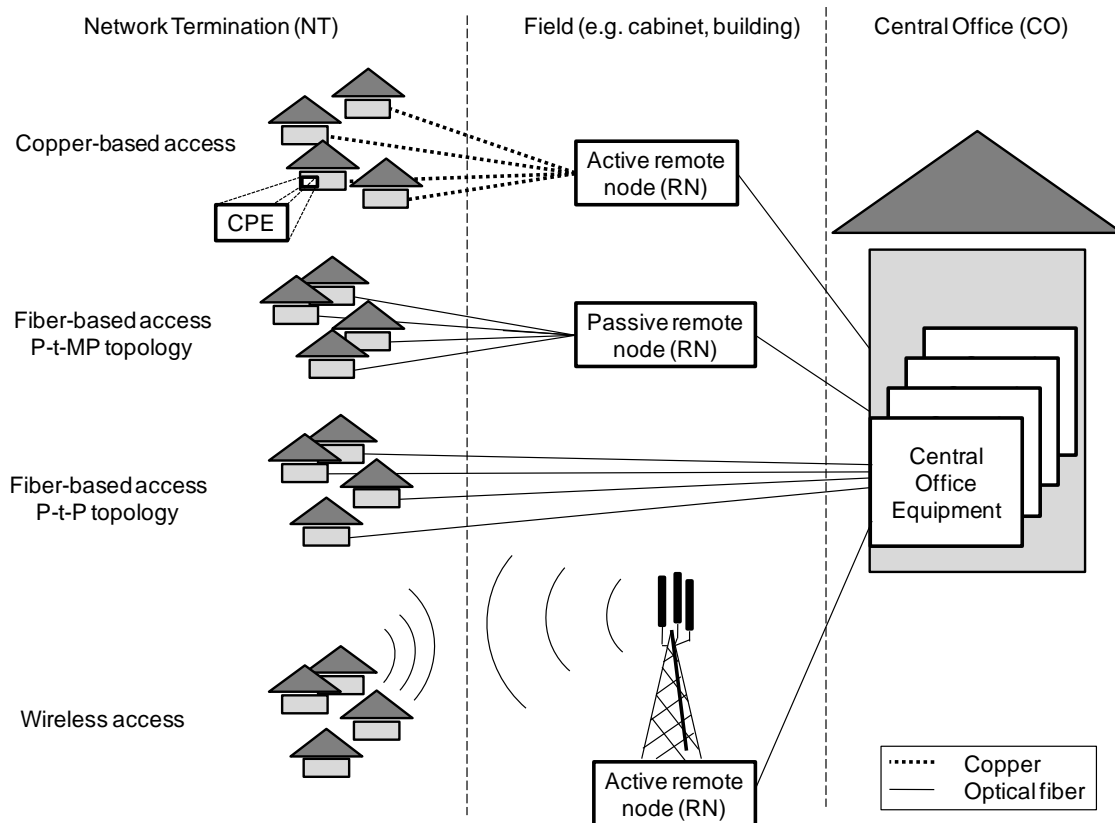 Network Termination (NT)
Field (e.g. cabinet, building)
Central Office (CO)
Copper-based access
CPE
Active remote
node (RN)
Fiber-based access
P-t-MP topology
Passive remote
node (RN)
Fiber-based access
P-t-P topology
Central
Office
Equipment
Wireless access
Active remote
node (RN)
Copper
Optical fiber